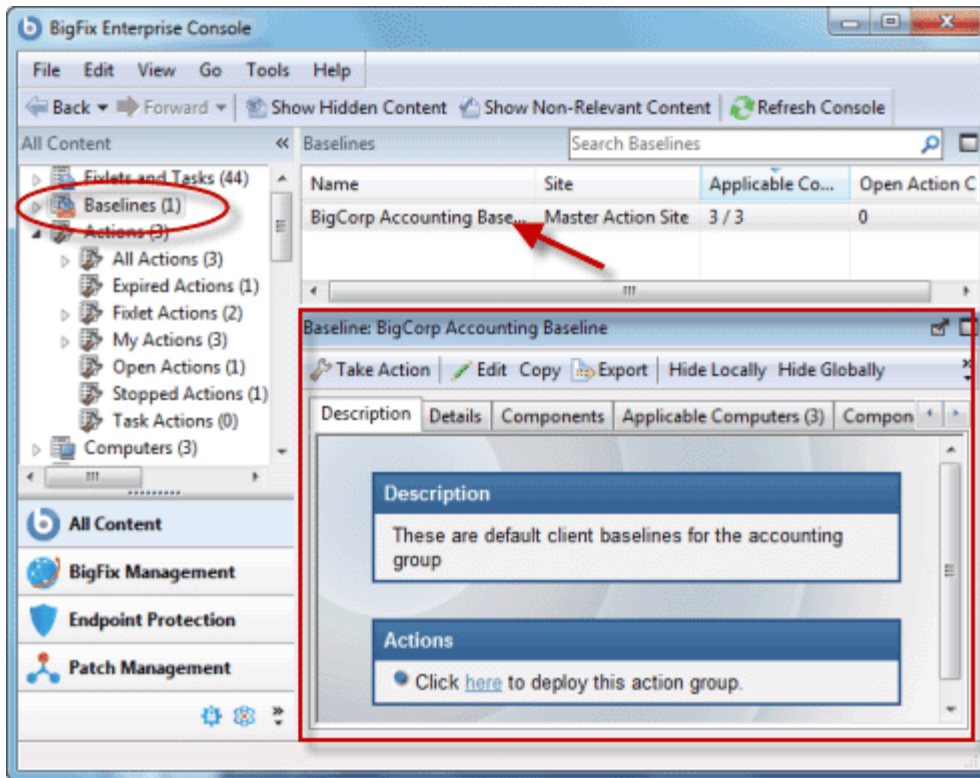 BigFix Enterprise Console
File Edit View Go Tools Help
Back Forward Show Hidden Content Show Non-Relevant Content Refresh Console
All Content
Fixlets and Tasks (44)
Baselines (1)
Actions (3)
All Actions (3)
Expired Actions (1)
Fixlet Actions (2)
My Actions (3)
Open Actions (1)
Stopped Actions (1)
Task Actions (0)
Computers (3)
All Content
BigFix Management
Endpoint Protection
Patch Management
Baselines Search Baselines
Name Site Applicable Co... Open Action C
BigCorp Accounting Base... Master Action Site 3 / 3 0
Baseline: BigCorp Accounting Baseline
Take Action Edit Copy Export Hide Locally Hide Globally
Description Details Components Applicable Computers (3) Compon
Description
These are default client baselines for the accounting
group
Actions
Click here to deploy this action group.